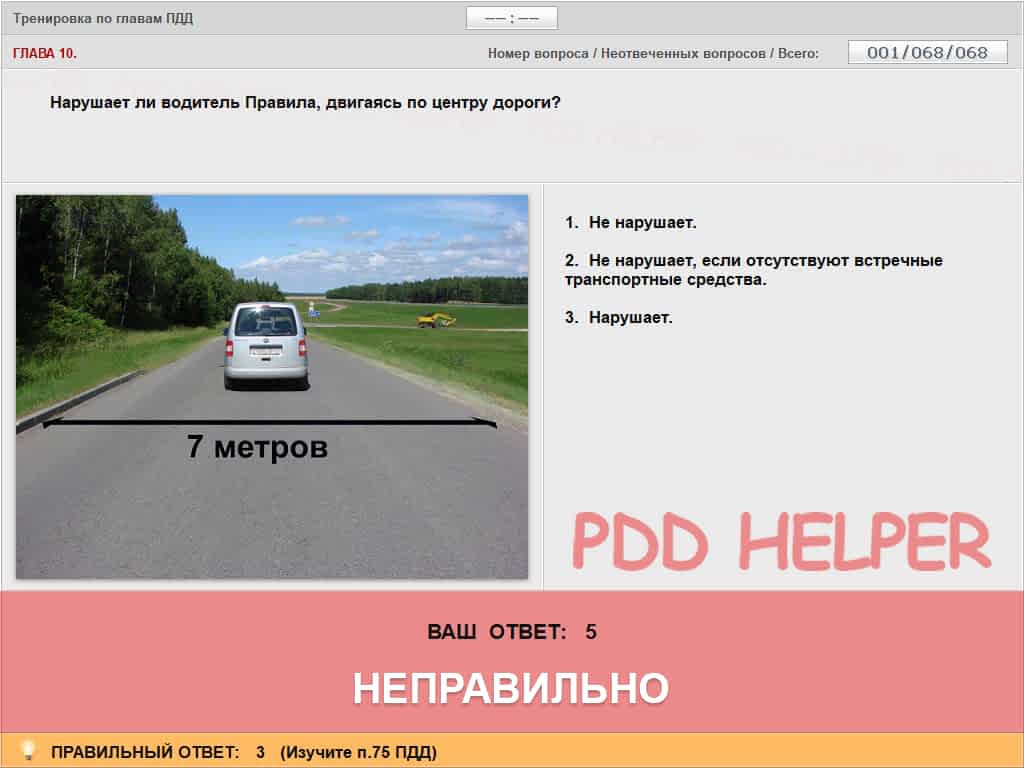 Тренировка по главам ПДД
—— : ——
ГЛАВА 10.
Номер вопроса / Неотвеченных вопросов / Всего:
001/068/068
Нарушает ли водитель Правила, двигаясь по центру дороги?
1. Не нарушает.
2. Не нарушает, если отсутствуют встречные
транспортные средства.
3. Нарушает.
7 метров
PDD HELPER
ВАШ ОТВЕТ: 5
НЕПРАВИЛЬНО
ПРАВИЛЬНЫЙ ОТВЕТ: 3 (Изучите п.75 ПДД)